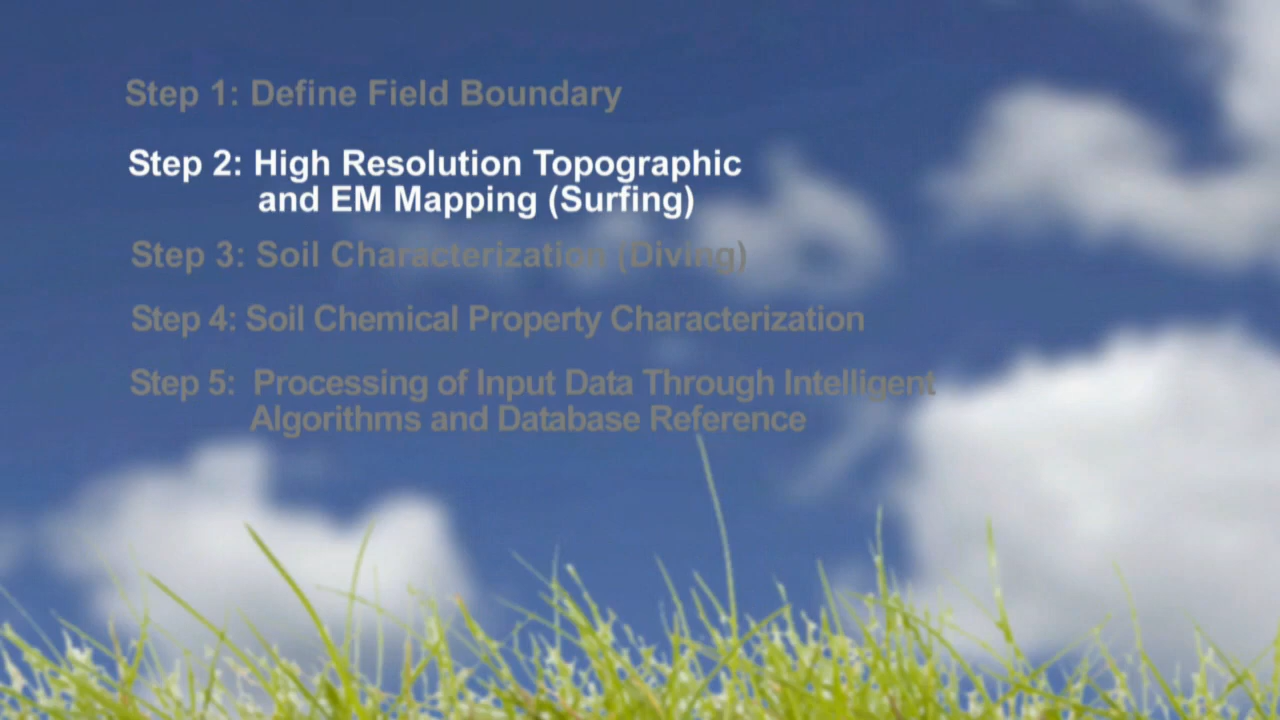 Step 1: Define Field Boundary
Step 2: High Resolution Topographic
and EM Mapping (Surfing)
Step 3: Soil Characterization (Diving)
Step 4: Soil Chemical Property Characterization
Step 5: Processing of Input Data Through Intelligent
Algorithms and Database Reference